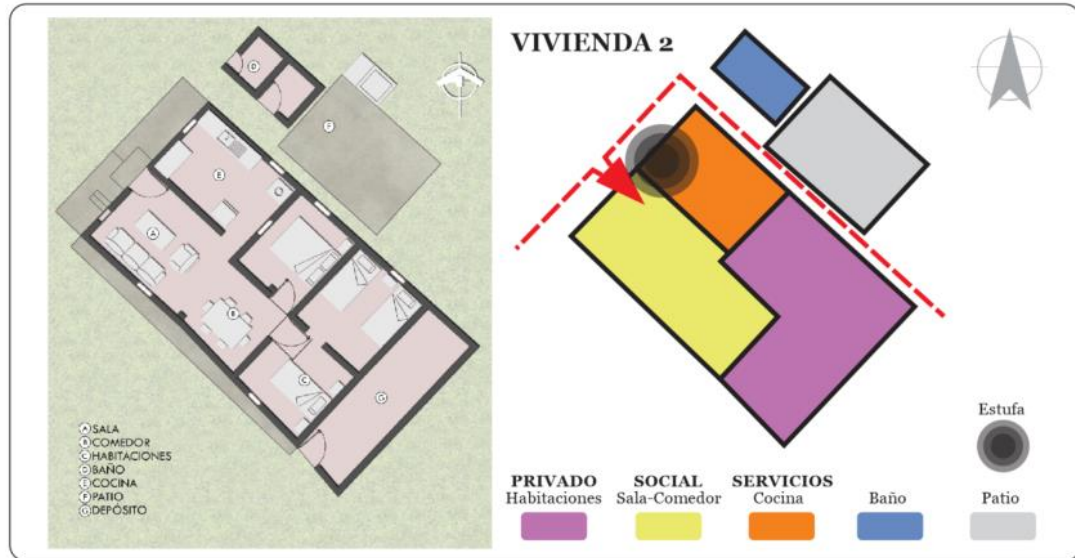 VIVIENDA 2
D
F
E
A
B
C
G
A SALA
B COMEDOR
C HABITACIONES
D BAÑO
E COCINA
F PATIO
G DEPÓSITO
Estufa
PRIVADO
Habitaciones
SOCIAL
Sala-Comedor
SERVICIOS
Cocina
Baño
Patio